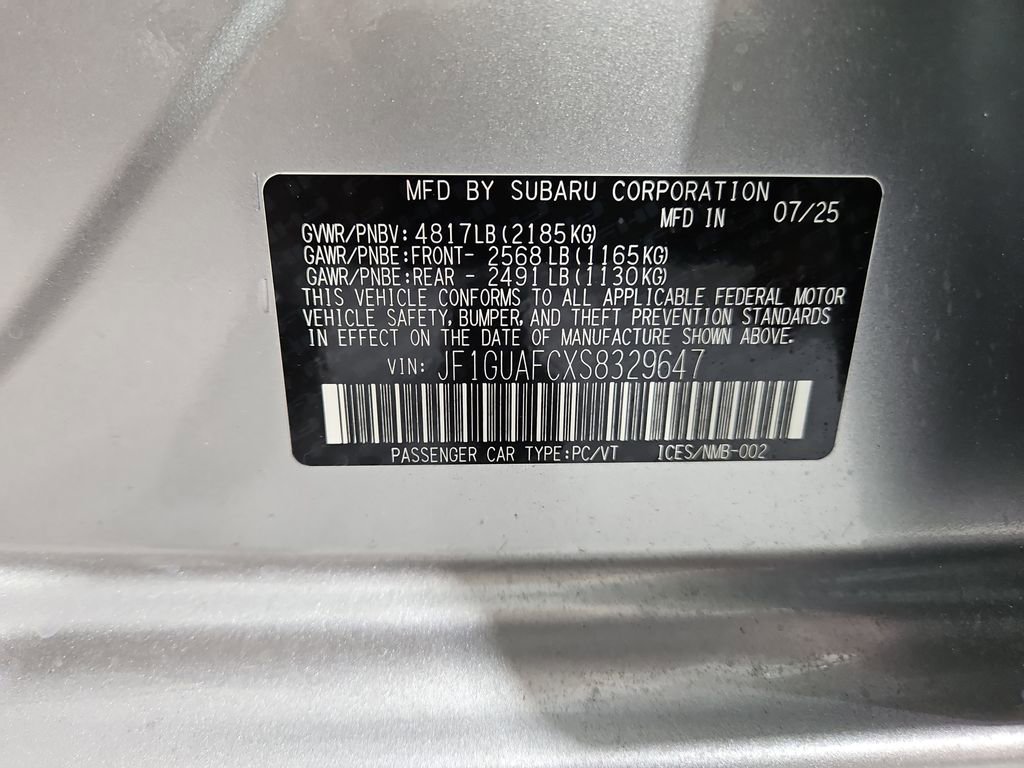 MFD BY SUBARU CORPORATION
MFD IN 07/25
GVWR/PNBV: 4817LB(2185KG)
GAWR/PNBE:FRONT- 2568LB(1165KG)
GAWR/PNBE:REAR - 2491LB(1130KG)
THIS VEHICLE CONFORMS TO ALL APPLICABLE FEDERAL MOTOR
VEHICLE SAFETY, BUMPER, AND THEFT PREVENTION STANDARDS
IN EFFECT ON THE DATE OF MANUFACTURE SHOWN ABOVE.
VIN: JF1GUAFCXS8329647
PASSENGER CAR TYPE:PC/VT ICES/NMB-002